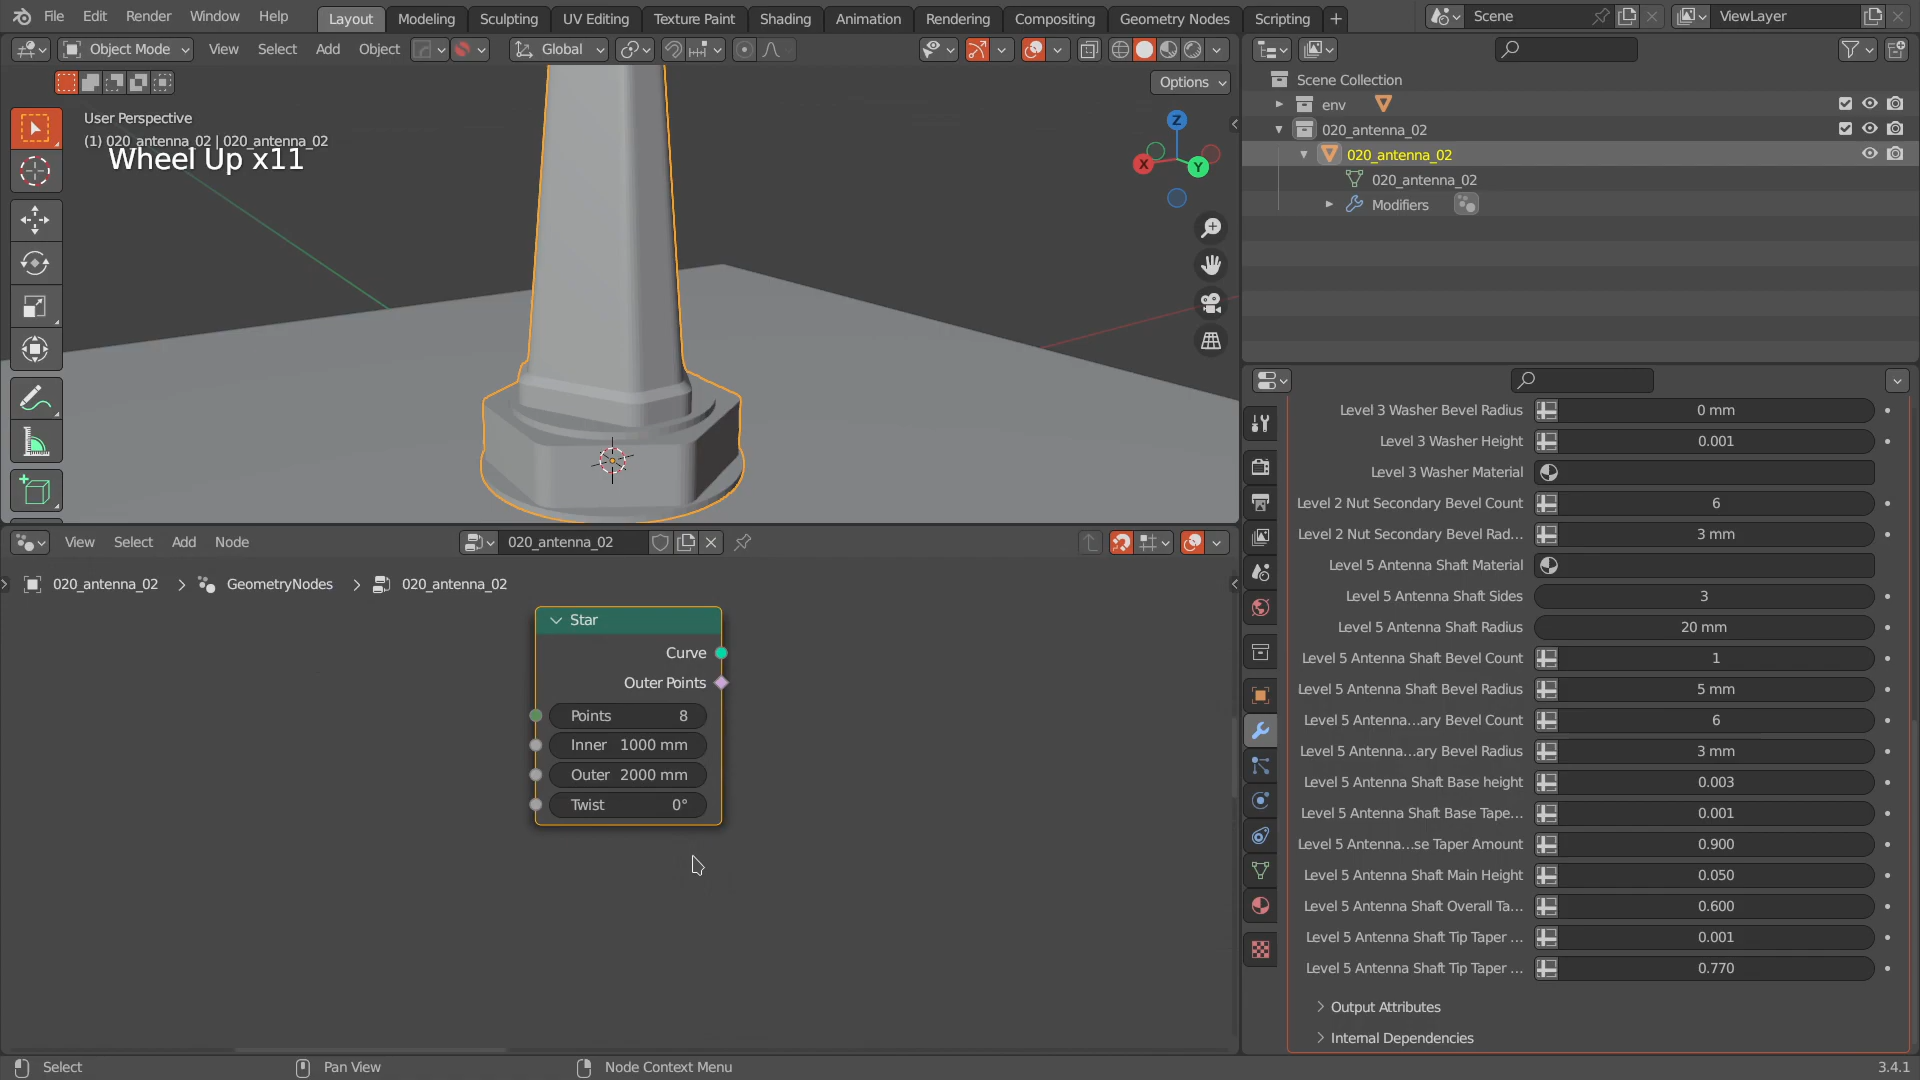 File Edit Render Window Help Layout Modeling Sculpting UV Editing Texture Paint Shading Animation Rendering Compositing Geometry Nodes Scripting Scene ViewLayer
Object Mode View Select Add Object Global
Options
User Perspective
(1) 020_antenna_02 | 020_antenna_02
Wheel Up x11
Z
X
Y
Scene Collection
env
020_antenna_02
020_antenna_02
020_antenna_02
Modifiers
View Select Add Node 020_antenna_02
020_antenna_02 GeometryNodes 020_antenna_02
Star
Curve
Outer Points
Points 8
Inner 1000 mm
Outer 2000 mm
Twist 0°
Level 3 Washer Bevel Radius 0 mm
Level 3 Washer Height 0.001
Level 3 Washer Material
Level 2 Nut Secondary Bevel Count 6
Level 2 Nut Secondary Bevel Rad... 3 mm
Level 5 Antenna Shaft Material
Level 5 Antenna Shaft Sides 3
Level 5 Antenna Shaft Radius 20 mm
Level 5 Antenna Shaft Bevel Count 1
Level 5 Antenna Shaft Bevel Radius 5 mm
Level 5 Antenna...ary Bevel Count 6
Level 5 Antenna...ary Bevel Radius 3 mm
Level 5 Antenna Shaft Base height 0.003
Level 5 Antenna Shaft Base Tape... 0.001
Level 5 Antenna...se Taper Amount 0.900
Level 5 Antenna Shaft Main Height 0.050
Level 5 Antenna Shaft Overall Ta... 0.600
Level 5 Antenna Shaft Tip Taper ... 0.001
Level 5 Antenna Shaft Tip Taper ... 0.770
Output Attributes
Internal Dependencies
Select Pan View Node Context Menu 3.4.1